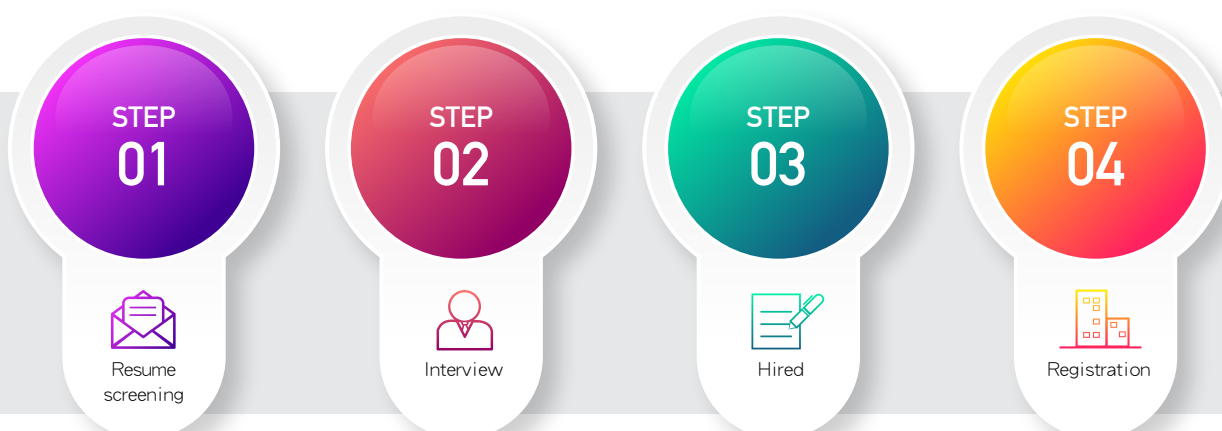 STEP
01
Resume
screening
STEP
02
Interview
STEP
03
Hired
STEP
04
Registration